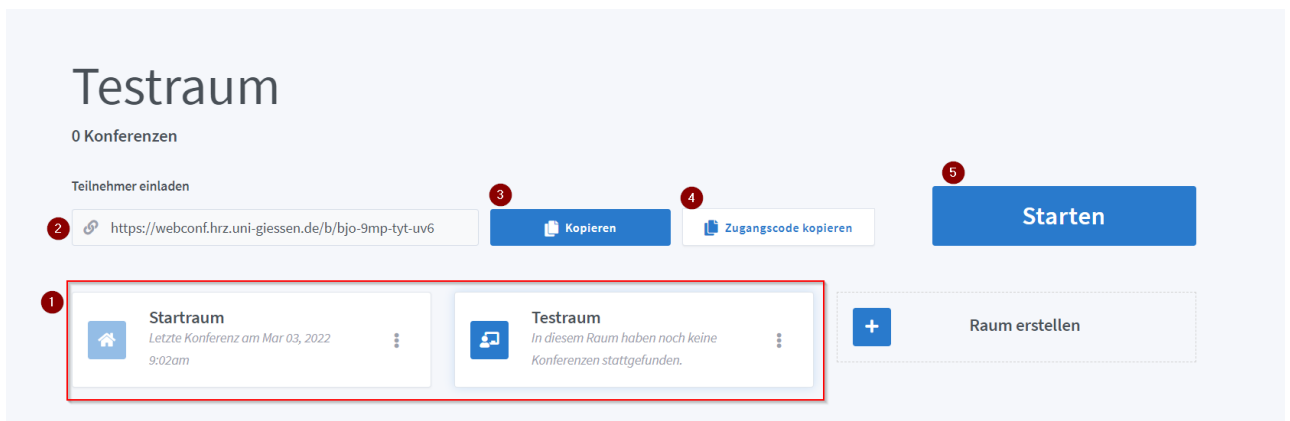 Testraum
0 Konferenzen
Teilnehmer einladen
5
3
4
2
https://webconf.hrz.uni-giessen.de/b/bjo-9mp-tyt-uv6
Kopieren
Zugangscode kopieren
Starten
1
Startraum
Letzte Konferenz am Mar 03, 2022
9:02am
Testraum
In diesem Raum haben noch keine
Konferenzen stattgefunden.
+
Raum erstellen